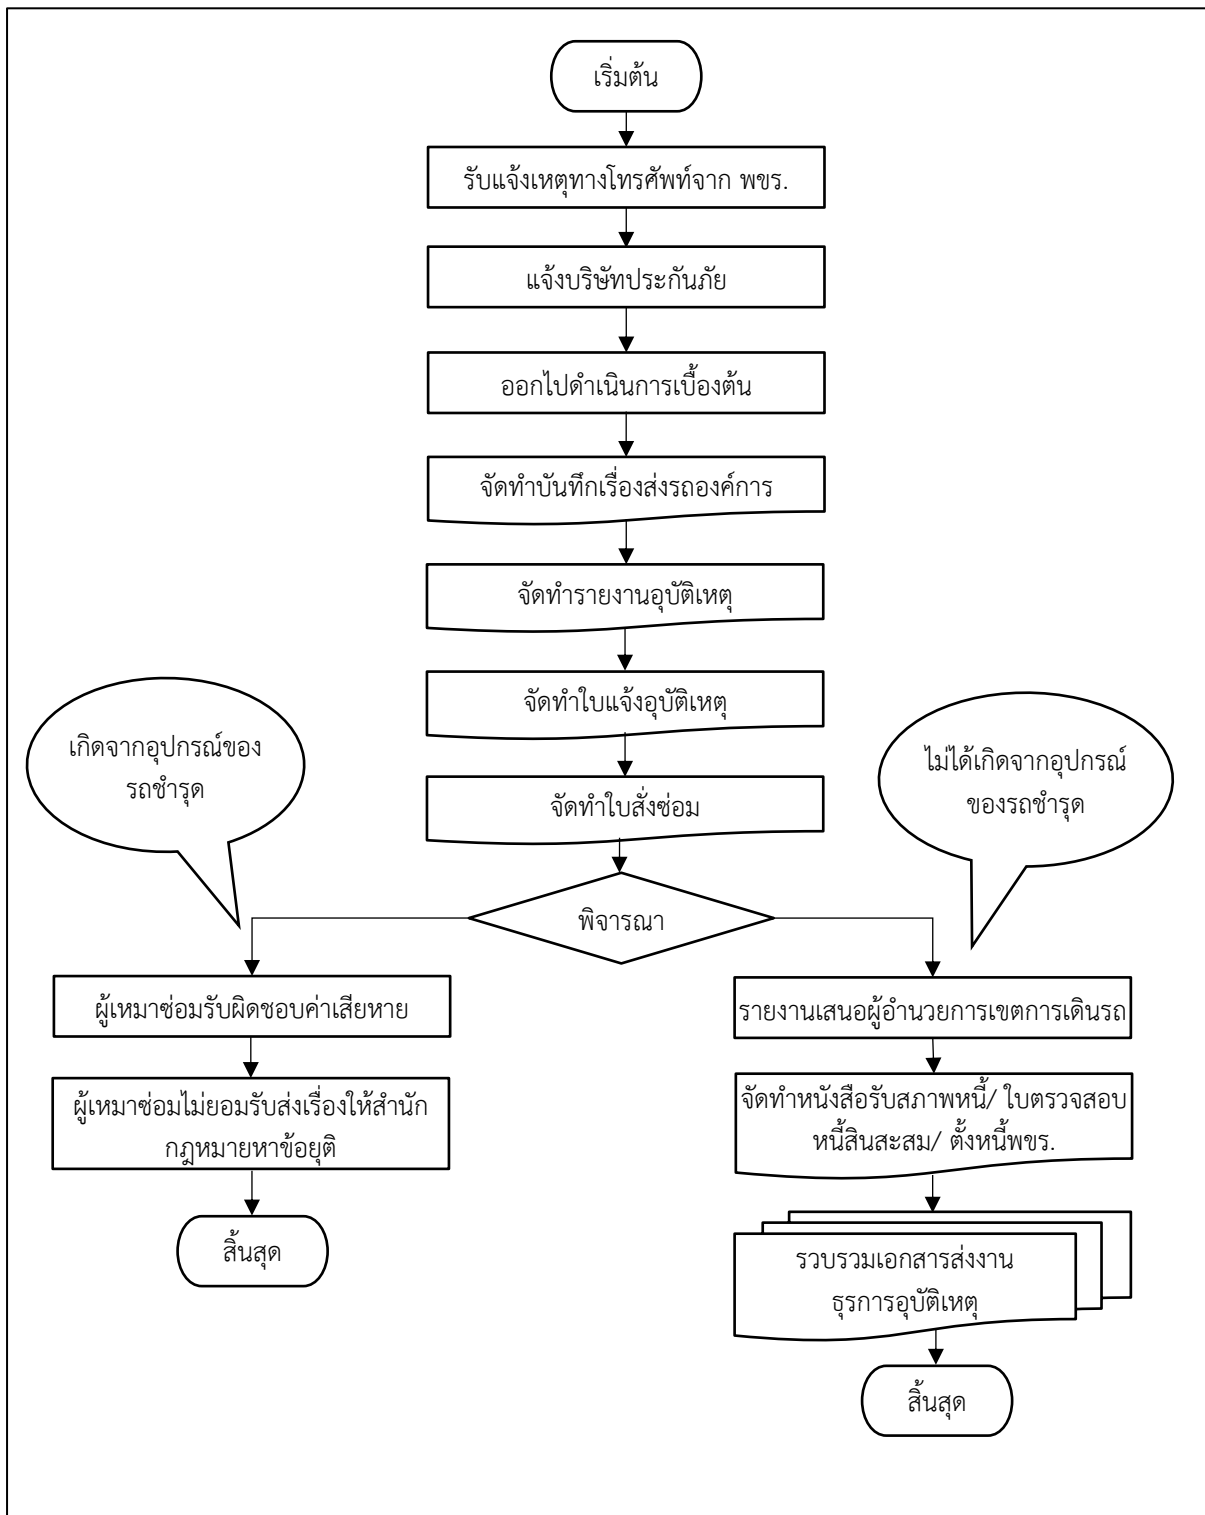 เริ่มต้น
รับแจ้งเหตุทางโทรศัพท์จาก พขร.
แจ้งบริษัทประกันภัย
ออกไปดำเนินการเบื้องต้น
จัดทำบันทึกเรื่องส่งรถองค์การ
จัดทำรายงานอุบัติเหตุ
จัดทำใบแจ้งอุบัติเหตุ
จัดทำใบสั่งซ่อม
เกิดจากอุปกรณ์ของ
รถชำรุด
ไม่ได้เกิดจากอุปกรณ์
ของรถชำรุด
พิจารณา
ผู้เหมาซ่อมรับผิดชอบค่าเสียหาย
ผู้เหมาซ่อมไม่ยอมรับส่งเรื่องให้สำนัก
กฎหมายหาข้อยุติ
สิ้นสุด
รายงานเสนอผู้อำนวยการเขตการเดินรถ
จัดทำหนังสือรับสภาพหนี้/ ใบตรวจสอบ
หนี้สินสะสม/ ตั้งหนี้พขร.
รวบรวมเอกสารส่งงาน
ธุรการอุบัติเหตุ
สิ้นสุด